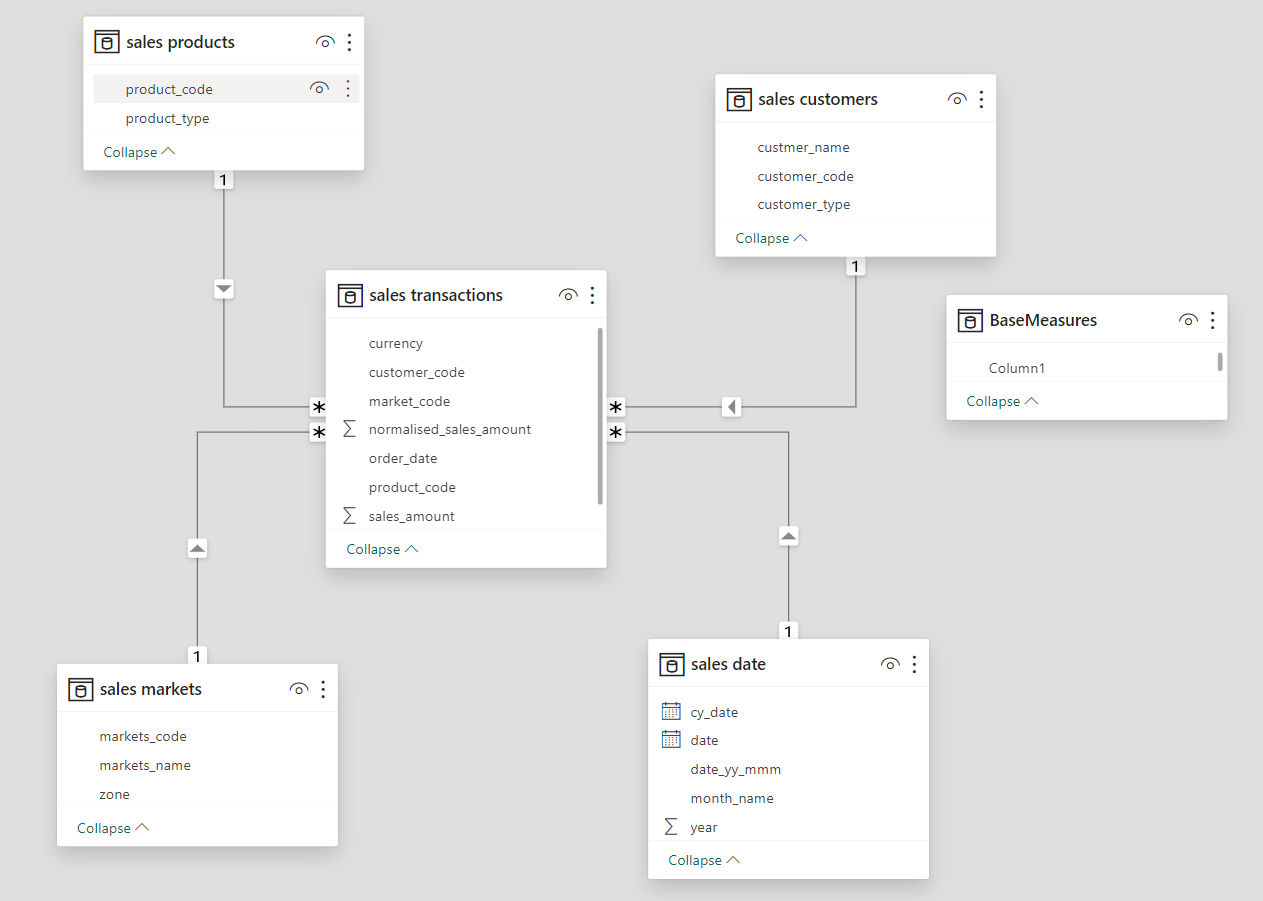 sales products
product_code
product_type
Collapse
1
sales customers
custmer_name
customer_code
customer_type
Collapse
1
sales transactions
currency
customer_code
market_code
Σ normalised_sales_amount
order_date
product_code
Σ sales_amount
Collapse
*
*
*
*
BaseMeasures
Column1
Collapse
1
sales markets
markets_code
markets_name
zone
Collapse
1
sales date
cy_date
date
date_yy_mmm
month_name
Σ year
Collapse